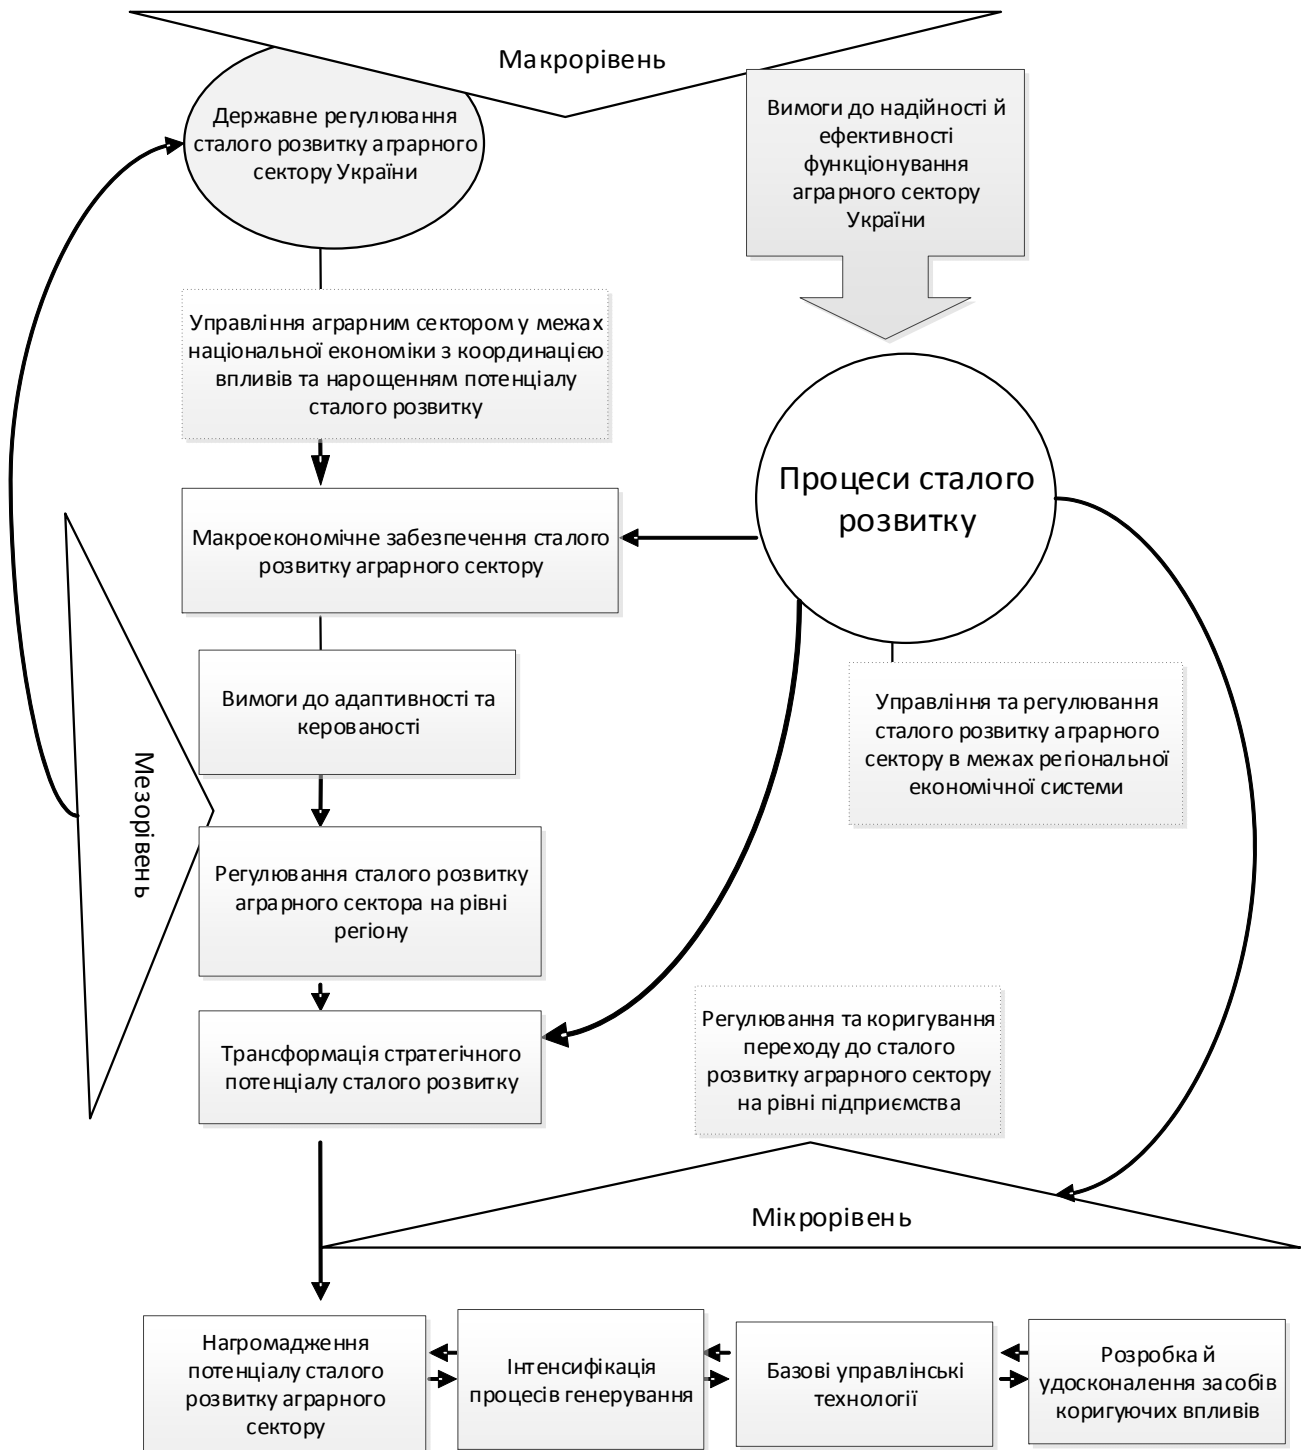 Макрорівень
Державне регулювання
сталого розвитку аграрного
сектору України
Вимоги до надійності й
ефективності
функціонування
аграрного сектору
України
Управління аграрним сектором у межах
національної економіки з координацією
впливів та нарощенням потенціалу
сталого розвитку
Процеси сталого
розвитку
Макроекономічне забезпечення сталого
розвитку аграрного сектору
Вимоги до адаптивності та
керованості
Управління та регулювання
сталого розвитку аграрного
сектору в межах регіональної
економічної системи
Мезорівень
Регулювання сталого розвитку
аграрного сектора на рівні
регіону
Трансформація стратегічного
потенціалу сталого розвитку
Регулювання та коригування
переходу до сталого
розвитку аграрного сектору
на рівні підприємства
Мікрорівень
Нагромадження
потенціалу сталого
розвитку аграрного
сектору
Інтенсифікація
процесів генерування
Базові управлінські
технології
Розробка й
удосконалення засобів
коригуючих впливів